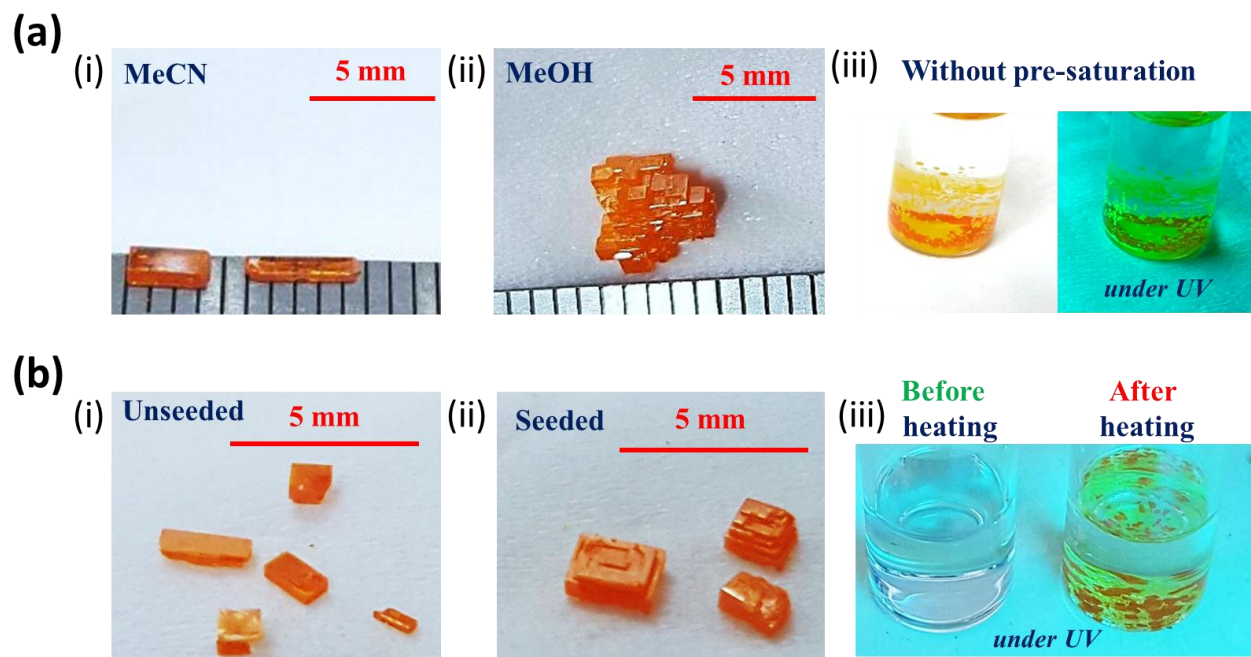 (a)
(i) MeCN
5 mm
(ii) MeOH
5 mm
(iii) Without pre-saturation
under UV
(b)
(i) Unseeded
5 mm
(ii) Seeded
5 mm
(iii) Before heating
After heating
under UV